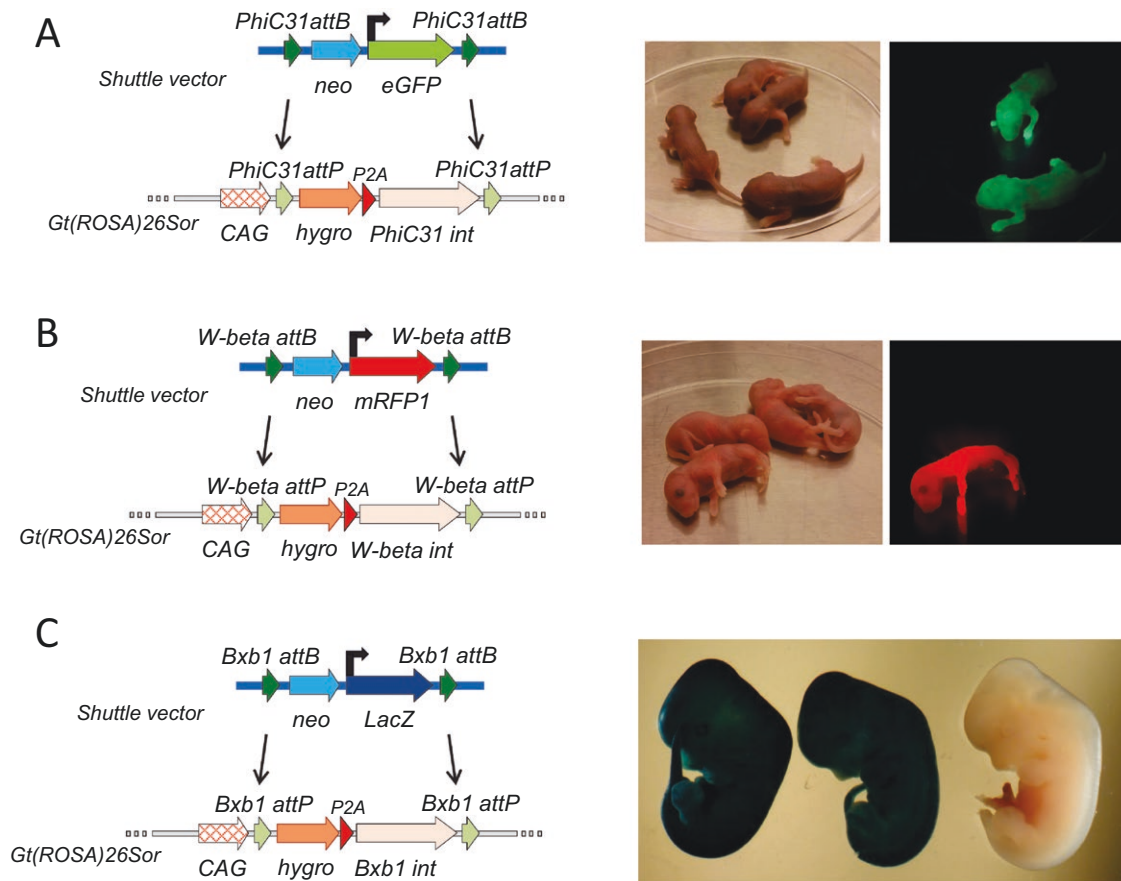 A
PhiC31attB PhiC31attB
Shuttle vector
neo eGFP
PhiC31attP P2A PhiC31attP
Gt(ROSA)26Sor
CAG hygro PhiC31 int
B
W-beta attB W-beta attB
Shuttle vector
neo mRFP1
W-beta attP P2A W-beta attP
Gt(ROSA)26Sor
CAG hygro W-beta int
C
Bxb1 attB Bxb1 attB
Shuttle vector
neo LacZ
Bxb1 attP P2A Bxb1 attP
Gt(ROSA)26Sor
CAG hygro Bxb1 int